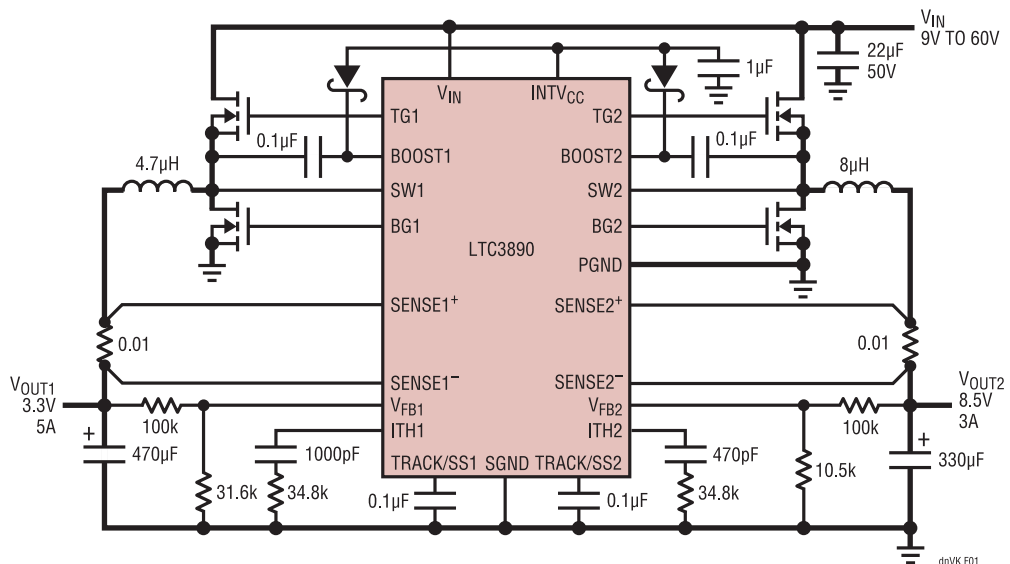 VIN
9V TO 60V
22µF
50V
1µF
VIN
INTVCC
TG1
TG2
0.1µF
0.1µF
4.7µH
BOOST1
BOOST2
8µH
SW1
SW2
BG1
BG2
LTC3890
PGND
SENSE1+
SENSE2+
0.01
0.01
SENSE1–
SENSE2–
VOUT1
3.3V
5A
VFB1
VFB2
VOUT2
8.5V
3A
100k
100k
ITH1
ITH2
470µF
1000pF
470pF
330µF
TRACK/SS1
SGND
TRACK/SS2
10.5k
31.6k
34.8k
0.1µF
0.1µF
34.8k
+
+
dnVK F01